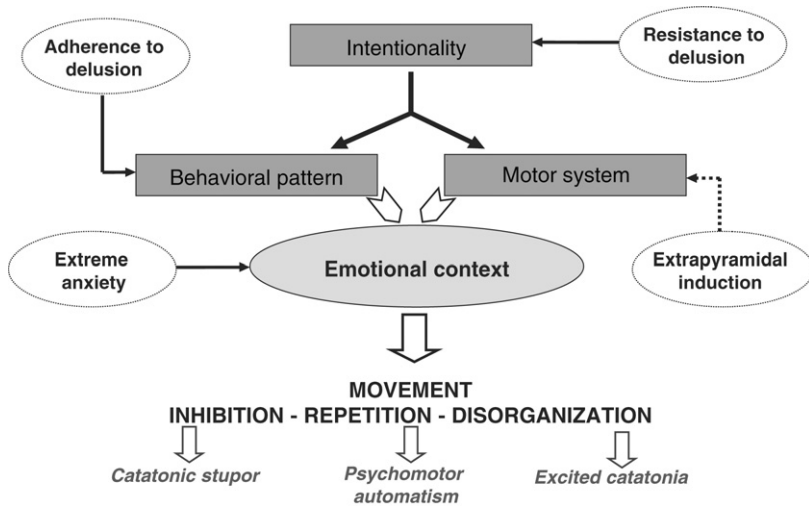 Adherence to
delusion
Intentionality
Resistance to
delusion
Behavioral pattern
Motor system
Extreme
anxiety
Emotional context
Extrapyramidal
induction
MOVEMENT
INHIBITION - REPETITION - DISORGANIZATION
Catatonic stupor
Psychomotor
automatism
Excited catatonia